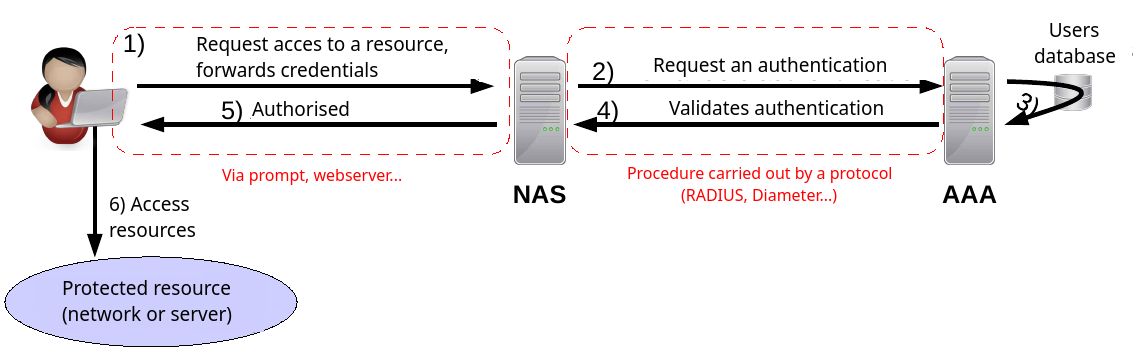 1)
Request acces to a resource,
forwards credentials
5) Authorised
Via prompt, webserver...
NAS
2)
Request an authentication
4)
Validates authentication
Procedure carried out by a protocol
(RADIUS, Diameter...)
AAA
Users
database
3)
6) Access
resources
Protected resource
(network or server)